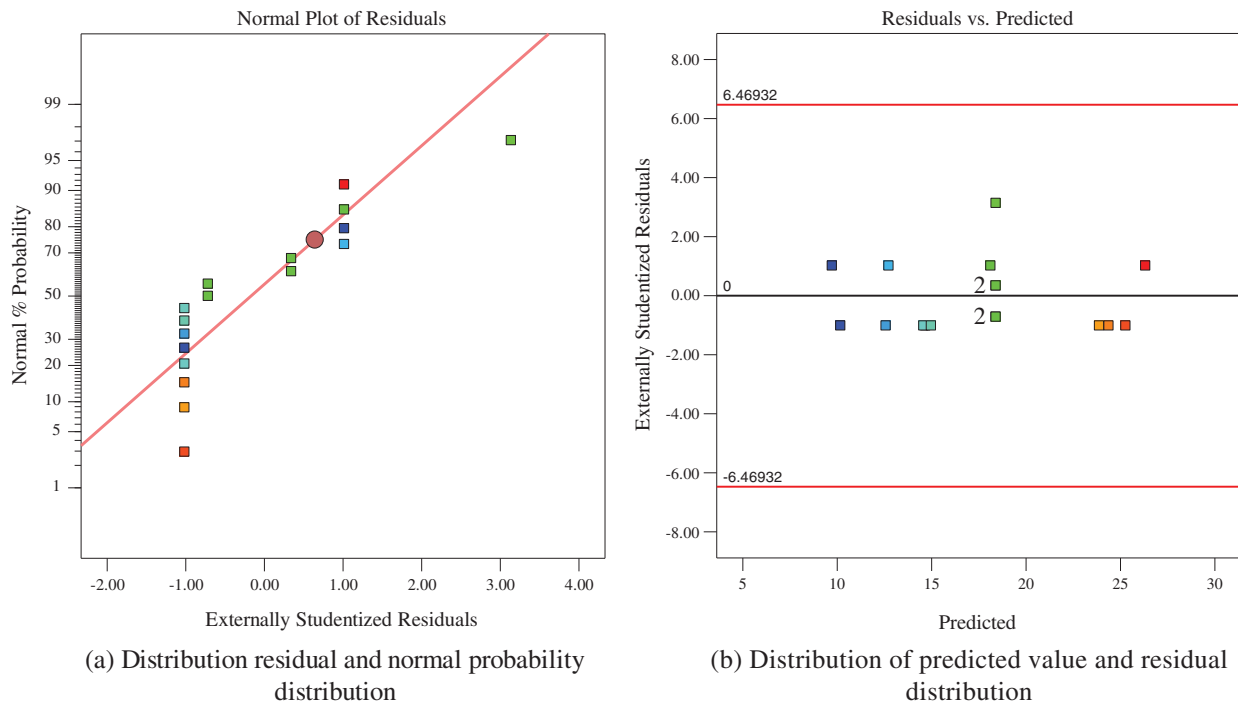 Normal Plot of Residuals
Normal % Probability
99
95
90
80
70
50
30
20
10
5
1
-2.00 -1.00 0.00 1.00 2.00 3.00 4.00
Externally Studentized Residuals
(a) Distribution residual and normal probability
distribution
Residuals vs. Predicted
Externally Studentized Residuals
8.00
6.00
4.00
2.00
0.00
-2.00
-4.00
-6.00
-8.00
6.46932
0
2
2
-6.46932
5 10 15 20 25 30
Predicted
(b) Distribution of predicted value and residual
distribution